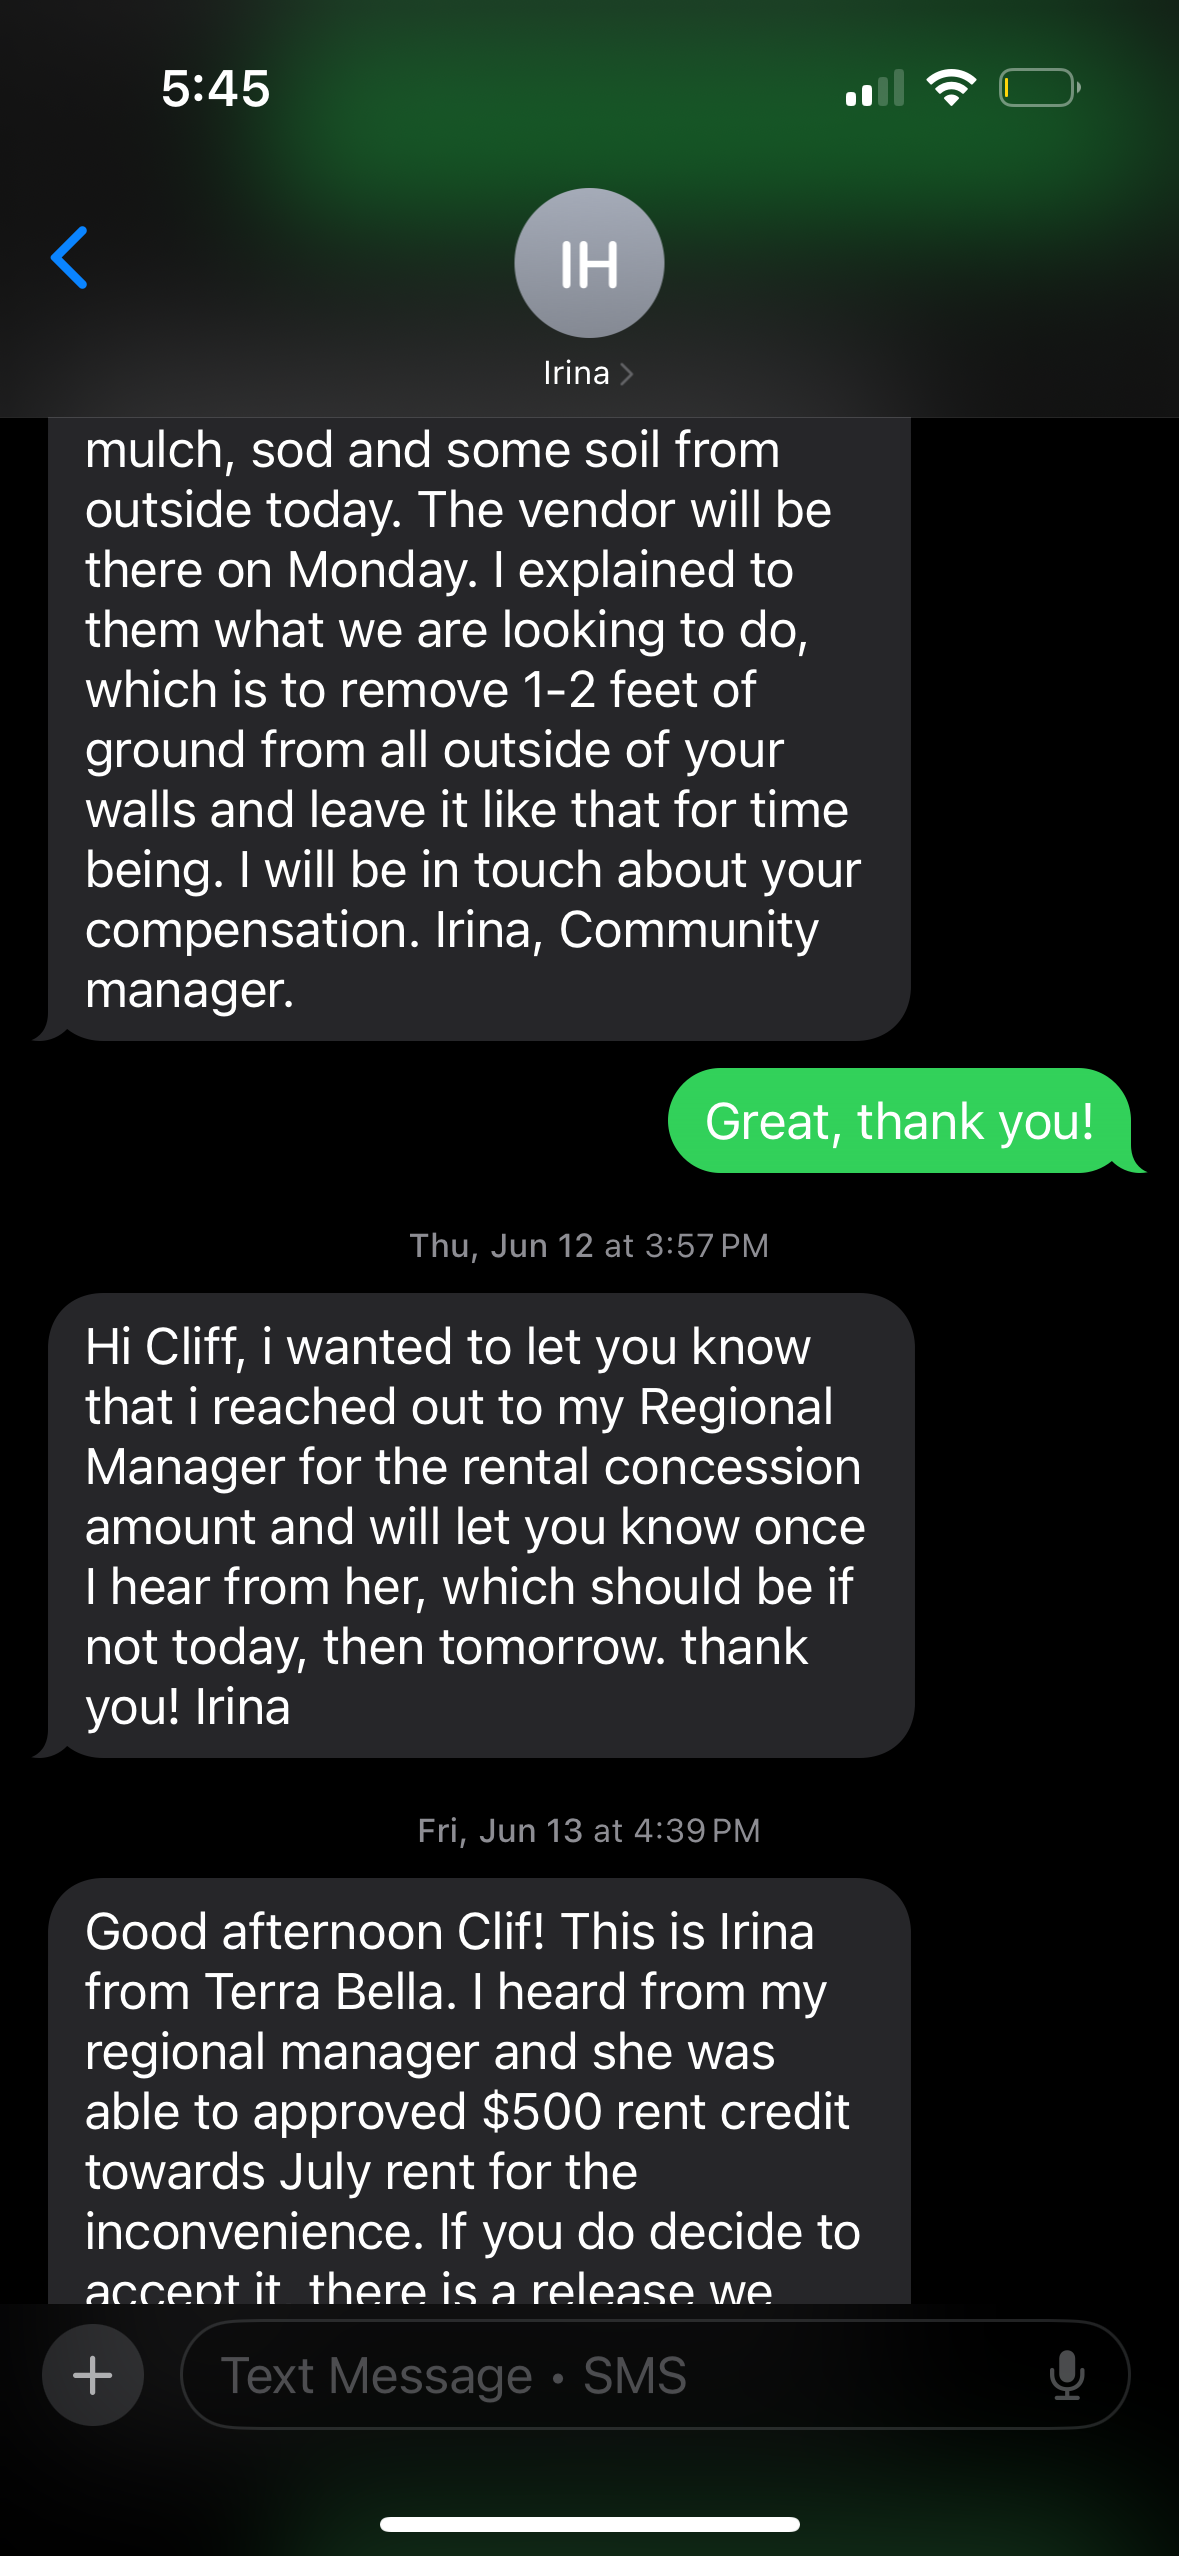 5:45
IH
Irina
mulch, sod and some soil from
outside today. The vendor will be
there on Monday. I explained to
them what we are looking to do,
which is to remove 1-2 feet of
ground from all outside of your
walls and leave it like that for time
being. I will be in touch about your
compensation. Irina, Community
manager.
Great, thank you!
Thu, Jun 12 at 3:57 PM
Hi Cliff, i wanted to let you know
that i reached out to my Regional
Manager for the rental concession
amount and will let you know once
I hear from her, which should be if
not today, then tomorrow. thank
you! Irina
Fri, Jun 13 at 4:39 PM
Good afternoon Clif! This is Irina
from Terra Bella. I heard from my
regional manager and she was
able to approved $500 rent credit
towards July rent for the
inconvenience. If you do decide to
accept it, there is a release we
Text Message • SMS